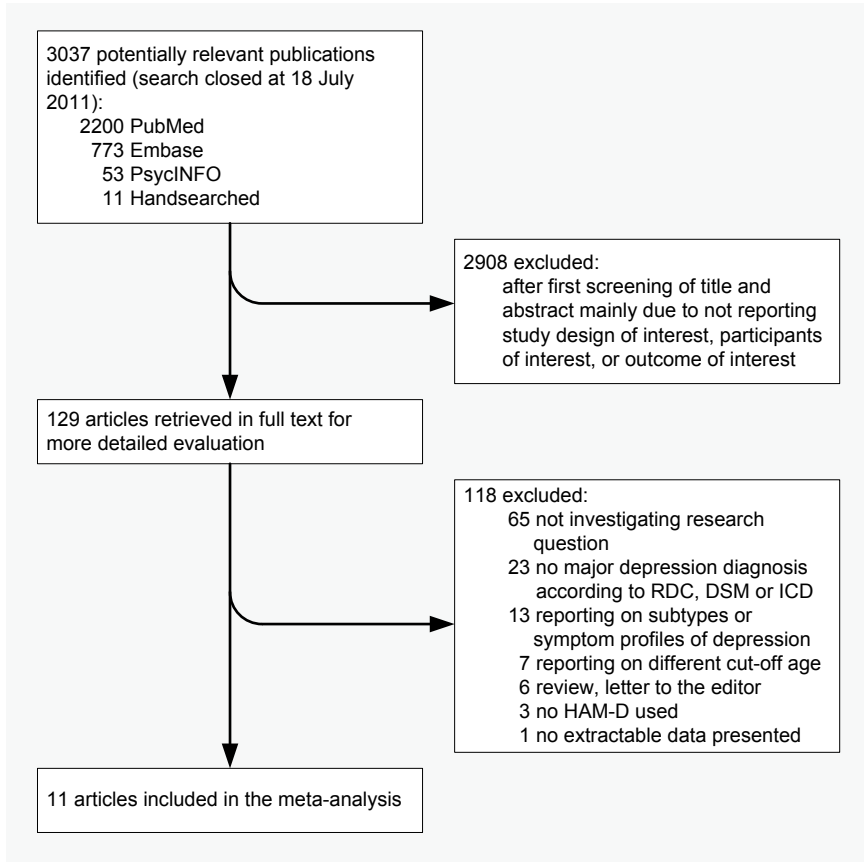 3037 potentially relevant publications
identified (search closed at 18 July
2011):
2200 PubMed
773 Embase
53 PsycINFO
11 Handsearched
2908 excluded:
after first screening of title and
abstract mainly due to not reporting
study design of interest, participants
of interest, or outcome of interest
129 articles retrieved in full text for
more detailed evaluation
118 excluded:
65 not investigating research
question
23 no major depression diagnosis
according to RDC, DSM or ICD
13 reporting on subtypes or
symptom profiles of depression
7 reporting on different cut-off age
6 review, letter to the editor
3 no HAM-D used
1 no extractable data presented
11 articles included in the meta-analysis